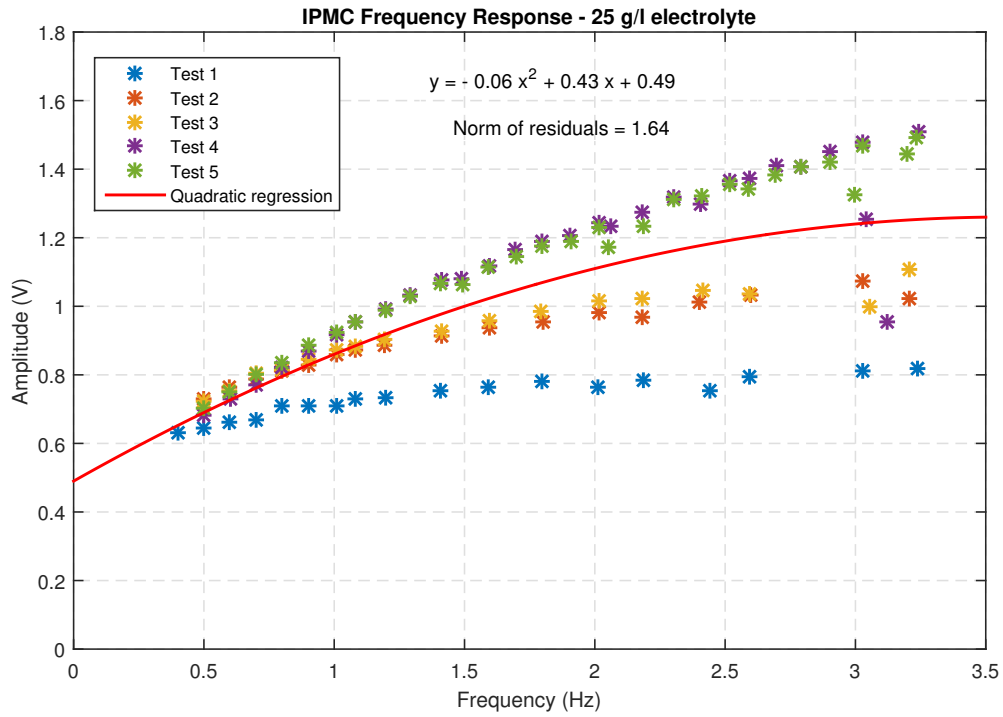 IPMC Frequency Response - 25 g/l electrolyte
1.8
1.6
1.4
1.2
1
0.8
0.6
0.4
0.2
0
Amplitude (V)
Test 1
Test 2
Test 3
Test 4
Test 5
Quadratic regression
y = - 0.06 x² + 0.43 x + 0.49
Norm of residuals = 1.64
0 0.5 1 1.5 2 2.5 3 3.5
Frequency (Hz)